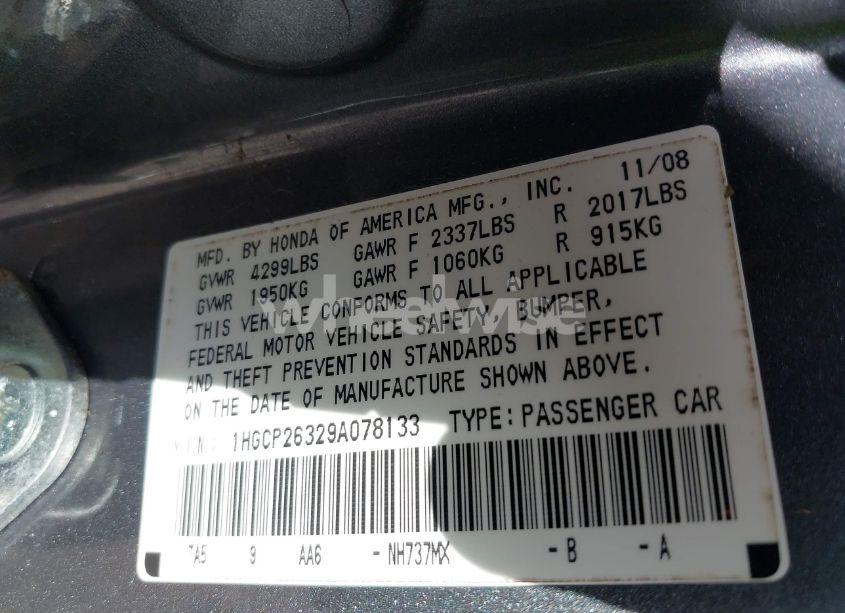 11/08
MFD. BY HONDA OF AMERICA MFG., INC.
GVWR 4299LBS GAWR F 2337LBS R 2017LBS
GVWR 1950KG GAWR F 1060KG R 915KG
THIS VEHICLE CONFORMS TO ALL APPLICABLE
FEDERAL MOTOR VEHICLE SAFETY, BUMPER,
AND THEFT PREVENTION STANDARDS IN EFFECT
ON THE DATE OF MANUFACTURE SHOWN ABOVE.
V.I.N: 1HGCP26329A078133 TYPE:PASSENGER CAR
TA5 9 AA6 -NH737MX -B -A
wheelwise